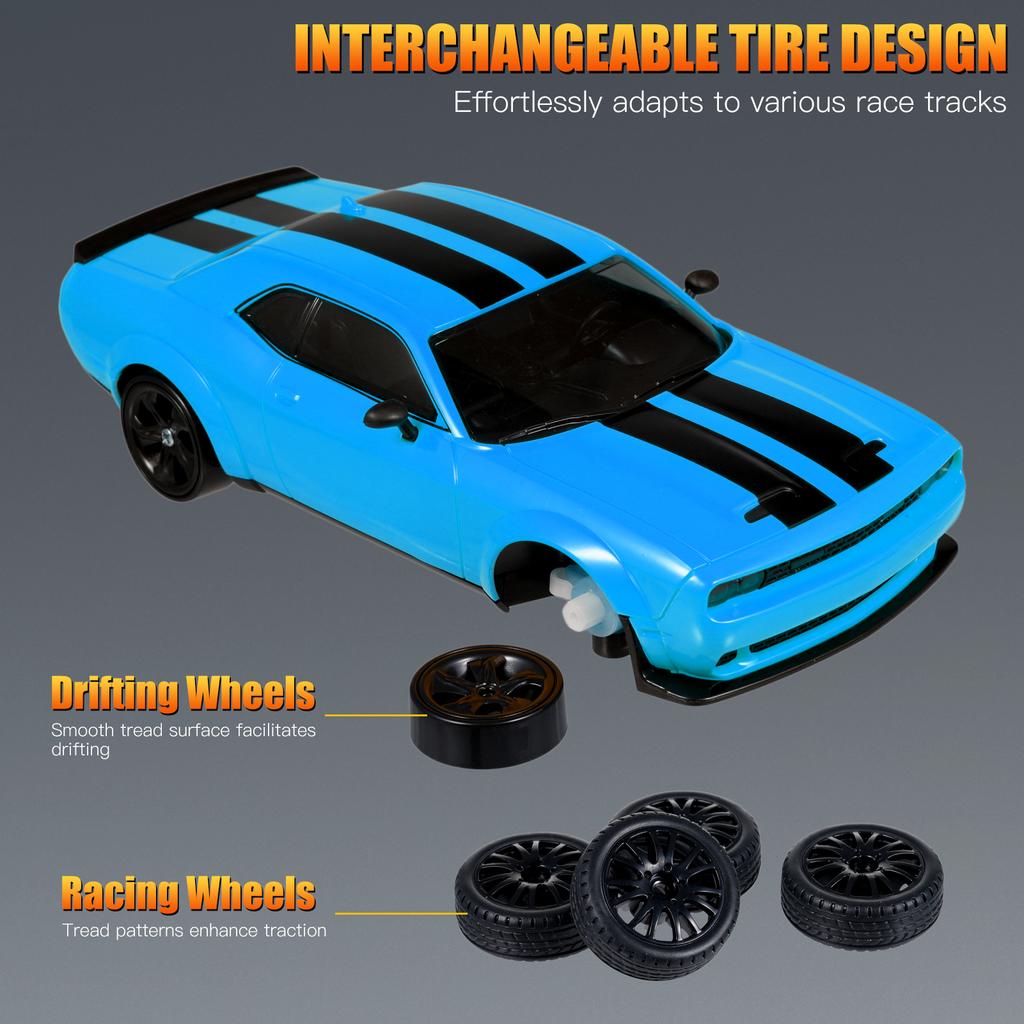 INTERCHANGEABLE TIRE DESIGN
Effortlessly adapts to various race tracks
Drifting Wheels
Smooth tread surface facilitates
drifting
Racing Wheels
Tread patterns enhance traction